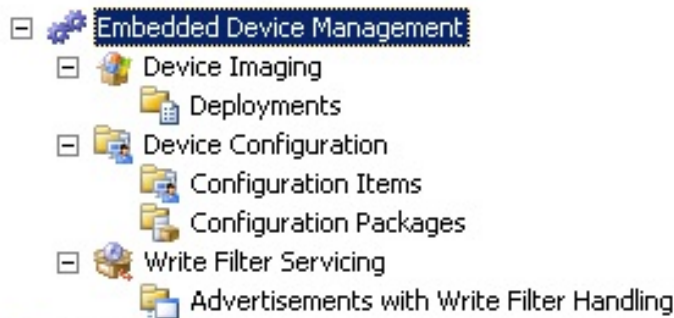 Embedded Device Management
Device Imaging
Deployments
Device Configuration
Configuration Items
Configuration Packages
Write Filter Servicing
Advertisements with Write Filter Handling